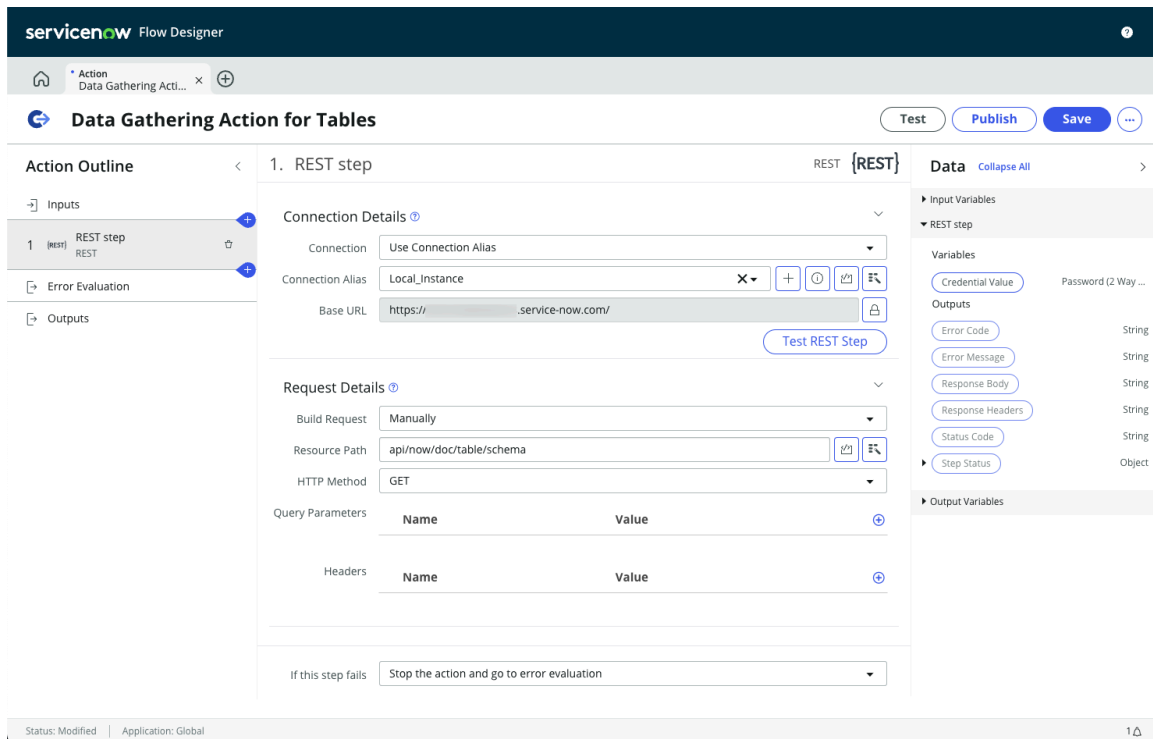 servicenow Flow Designer
Action
Data Gathering Acti...
Data Gathering Action for Tables
Test
Publish
Save
...
Action Outline
Inputs
1 {REST} REST step
REST
Error Evaluation
Outputs
1. REST step
REST {REST}
Connection Details
Connection Use Connection Alias
Connection Alias Local_Instance
Base URL https:// .service-now.com/
Test REST Step
Request Details
Build Request Manually
Resource Path api/now/doc/table/schema
HTTP Method GET
Query Parameters Name Value
Headers Name Value
If this step fails Stop the action and go to error evaluation
Data Collapse All
Input Variables
REST step
Variables
Credential Value Password (2 Way ...
Outputs
Error Code String
Error Message String
Response Body String
Response Headers String
Status Code String
Step Status Object
Output Variables
Status: Modified Application: Global
1